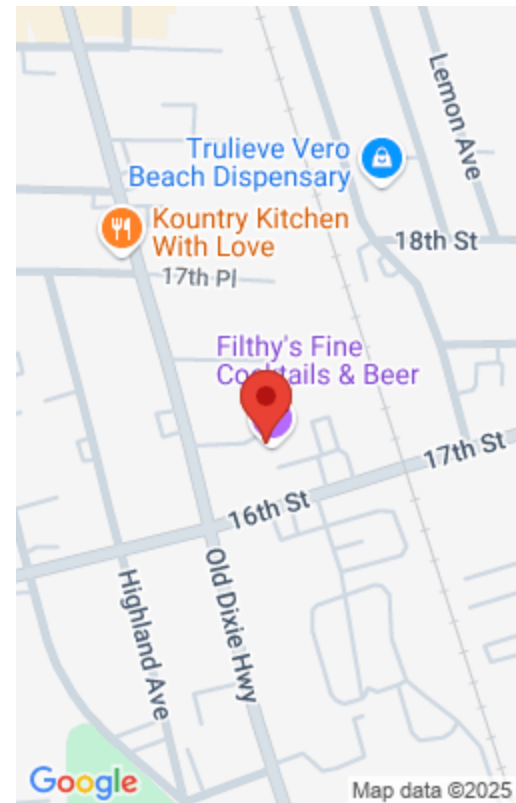 Lemon Ave
Trulieve Vero
Beach Dispensary
Kountry Kitchen
With Love
18th St
17th Pl
Filthy's Fine
Cocktails & Beer
17th St
16th St
Old Dixie Hwy
Highland Ave
Google
Map data ©2025